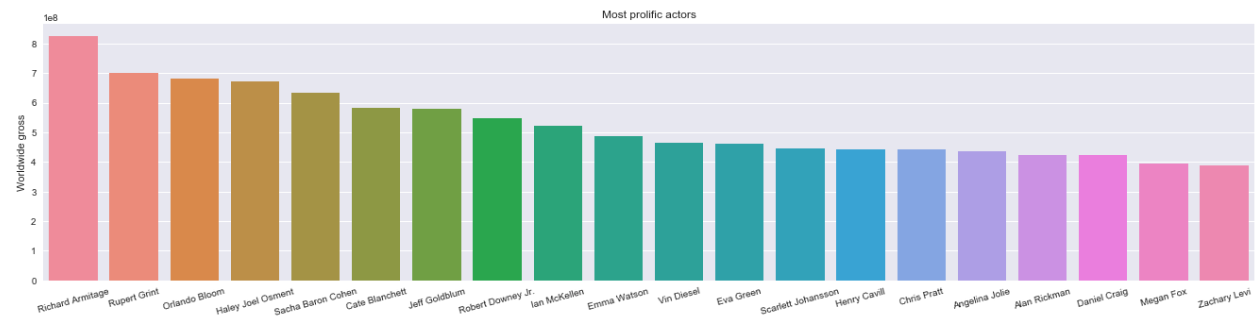 Most prolific actors
1e8
Worldwide gross
8
7
6
5
4
3
2
1
0
Richard Armitage
Rupert Grint
Orlando Bloom
Haley Joel Osment
Sacha Baron Cohen
Cate Blanchett
Jeff Goldblum
Robert Downey Jr.
Ian McKellen
Emma Watson
Vin Diesel
Eva Green
Scarlett Johansson
Henry Cavill
Chris Pratt
Angelina Jolie
Alan Rickman
Daniel Craig
Megan Fox
Zachary Levi